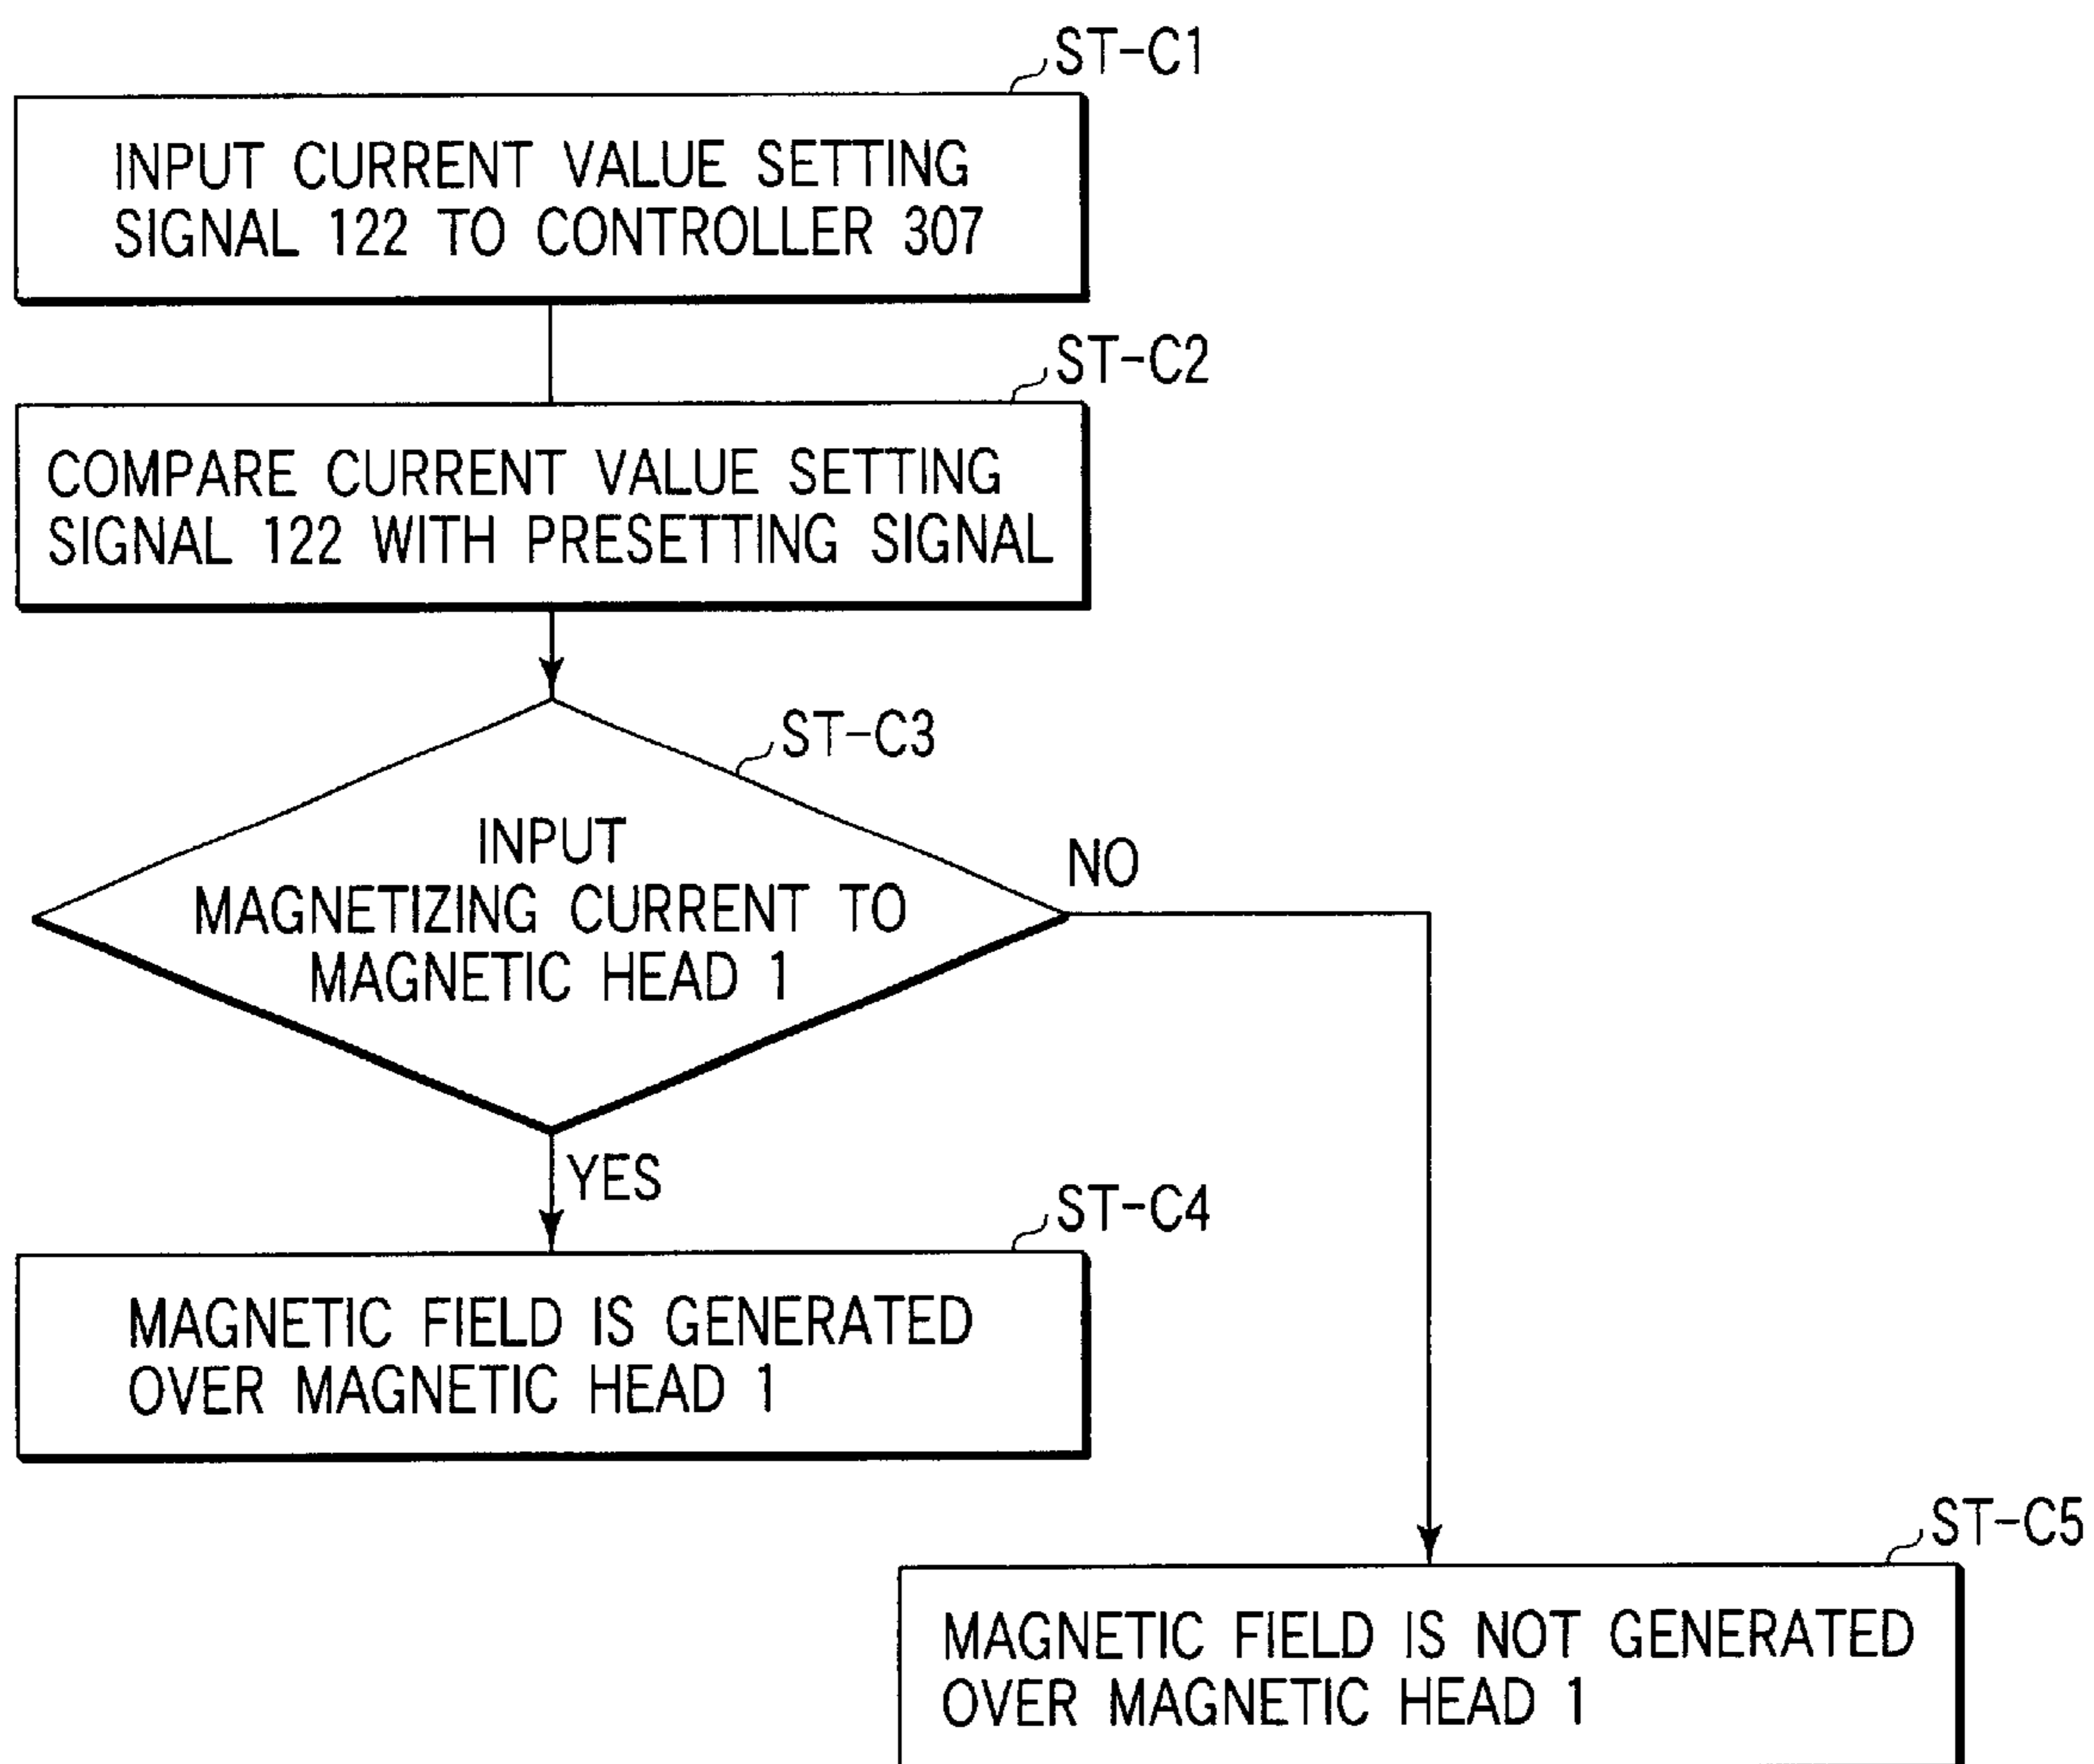 ST-C1
INPUT CURRENT VALUE SETTING
SIGNAL 122 TO CONTROLLER 307
ST-C2
COMPARE CURRENT VALUE SETTING
SIGNAL 122 WITH PRESETTING SIGNAL
ST-C3
INPUT
MAGNETIZING CURRENT TO
MAGNETIC HEAD 1
NO
YES
ST-C4
MAGNETIC FIELD IS GENERATED
OVER MAGNETIC HEAD 1
ST-C5
MAGNETIC FIELD IS NOT GENERATED
OVER MAGNETIC HEAD 1